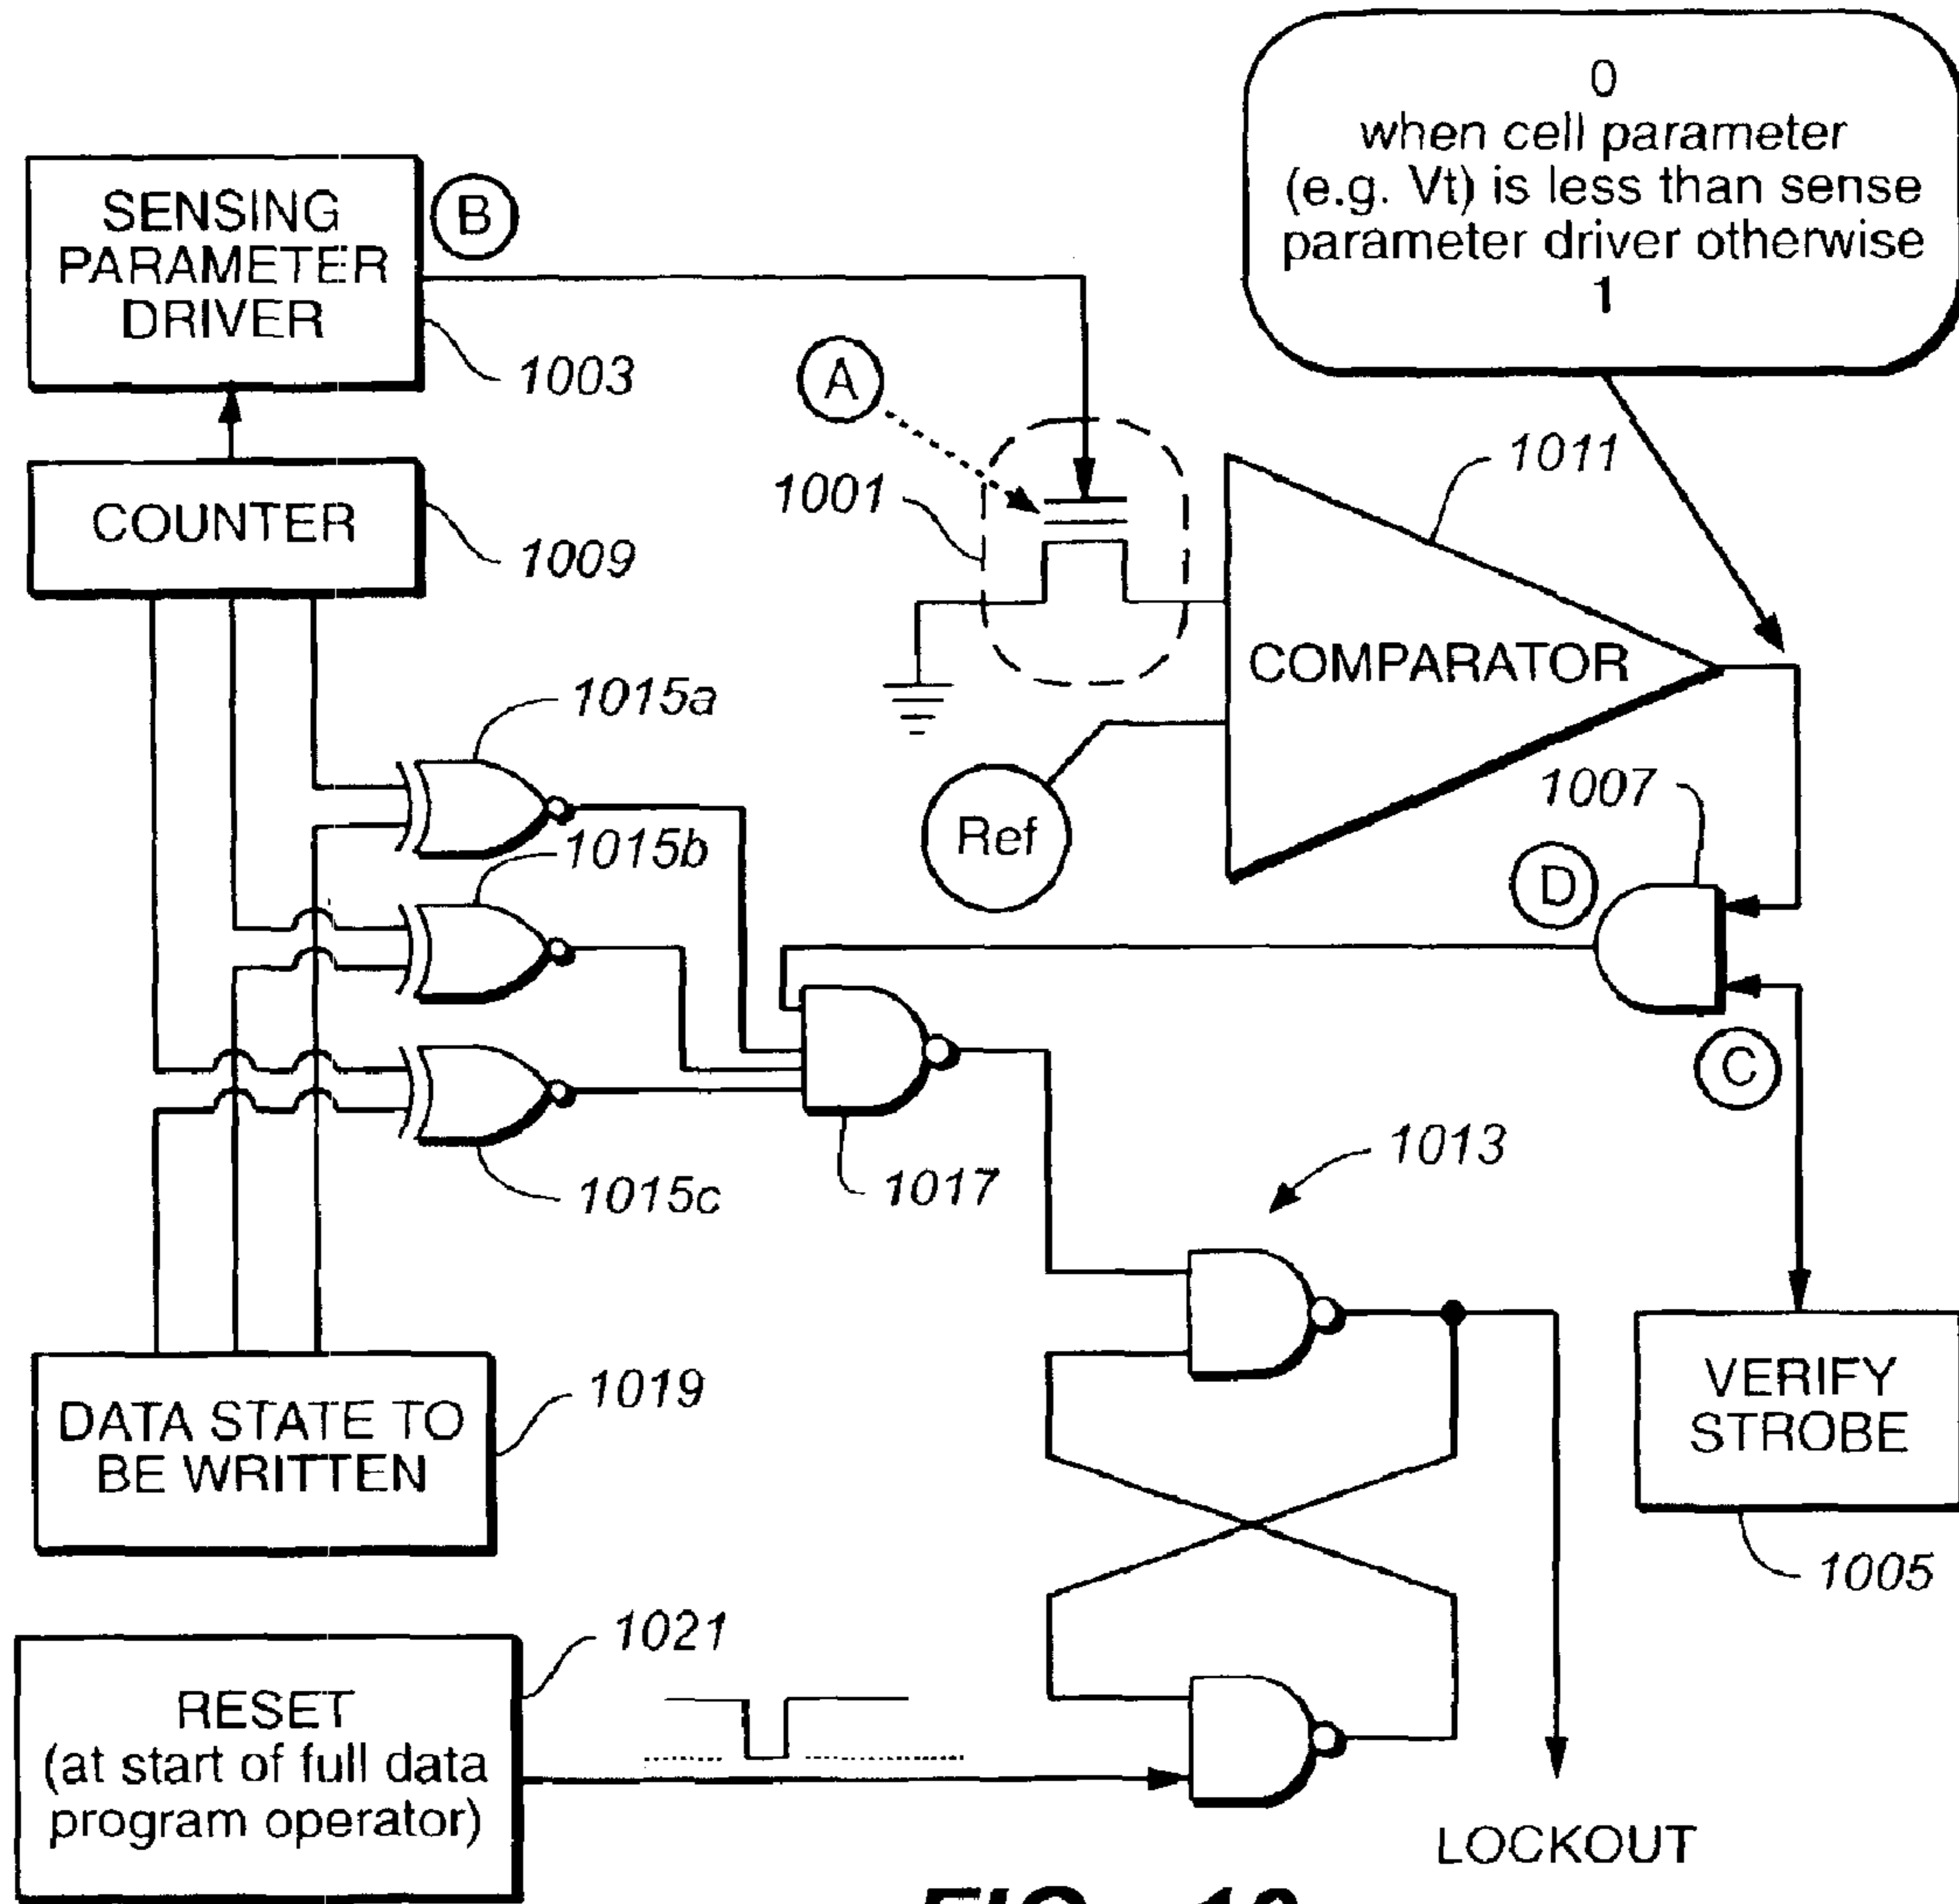 0
when cell parameter
(e.g. Vt) is less than sense
parameter driver otherwise
1
SENSING
PARAMETER
DRIVER
B
1003
A
1001
1011
COUNTER
1009
COMPARATOR
1015a
Ref
1007
1015b
D
C
1013
1015c
1017
DATA STATE TO
BE WRITTEN
1019
VERIFY
STROBE
1005
RESET
(at start of full data
program operator)
1021
LOCKOUT